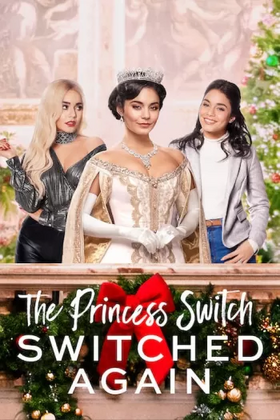 The Princess Switch
SWITCHED
AGAIN